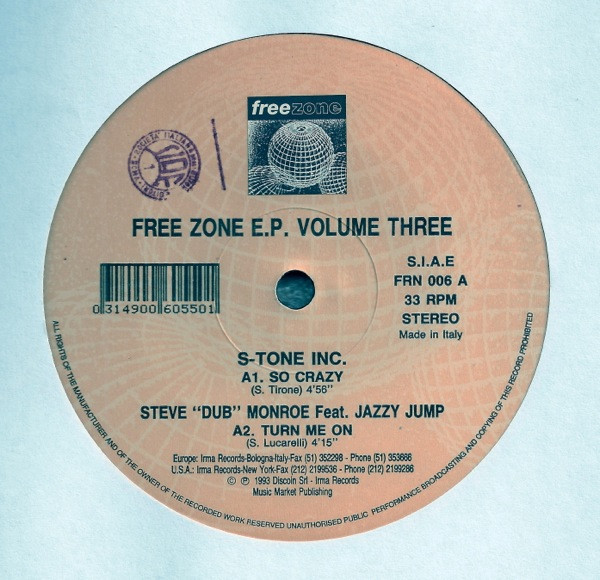 freezone
FREE ZONE E.P. VOLUME THREE
S.I.A.E
FRN 006 A
33 RPM
STEREO
Made in Italy
0 314900 605501
S-TONE INC.
A1. SO CRAZY
(S. Tirone) 4'56"
STEVE "DUB" MONROE Feat. JAZZY JUMP
A2. TURN ME ON
(S. Lucarelli) 4'15"
Europe: Irma Records-Bologna-Italy-Fax (51) 352298 - Phone (51) 353668
U.S.A.: Irma Records-New York-Fax (212) 2199536 - Phone (212) 2199286
© ℗ 1993 Discoin Srl - Irma Records
Music Market Publishing
ALL RIGHTS OF THE MANUFACTURER, AND OF THE OWNER OF THE RECORDED WORK RESERVED UNAUTHORISED PUBLIC PERFORMANCE BROADCASTING AND COPYING OF THIS RECORD PROHIBITED